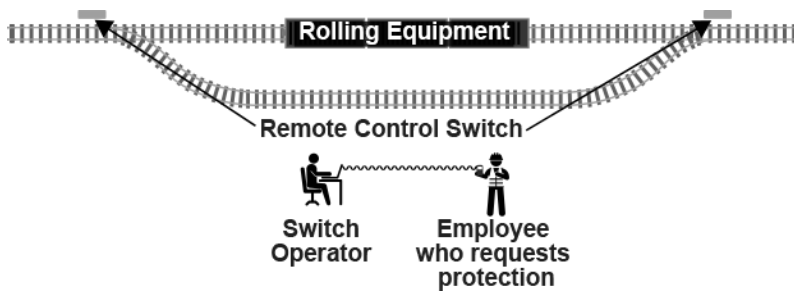 Rolling Equipment
Remote Control Switch
Switch
Operator
Employee
who requests
protection